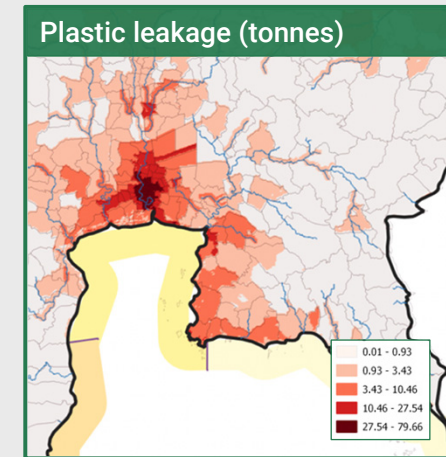 Plastic leakage (tonnes)
0.01 - 0.93
0.93 - 3.43
3.43 - 10.46
10.46 - 27.54
27.54 - 79.66